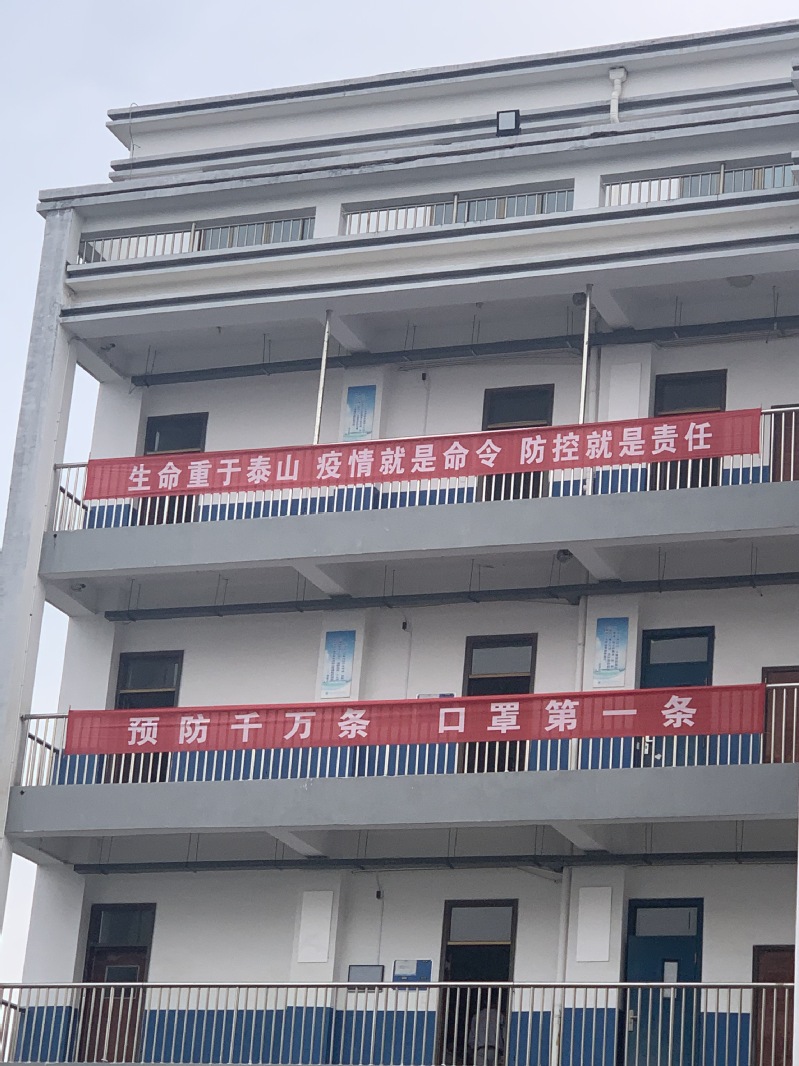 生命重于泰山 疫情就是命令 防控就是责任
预防千万条 口罩第一条